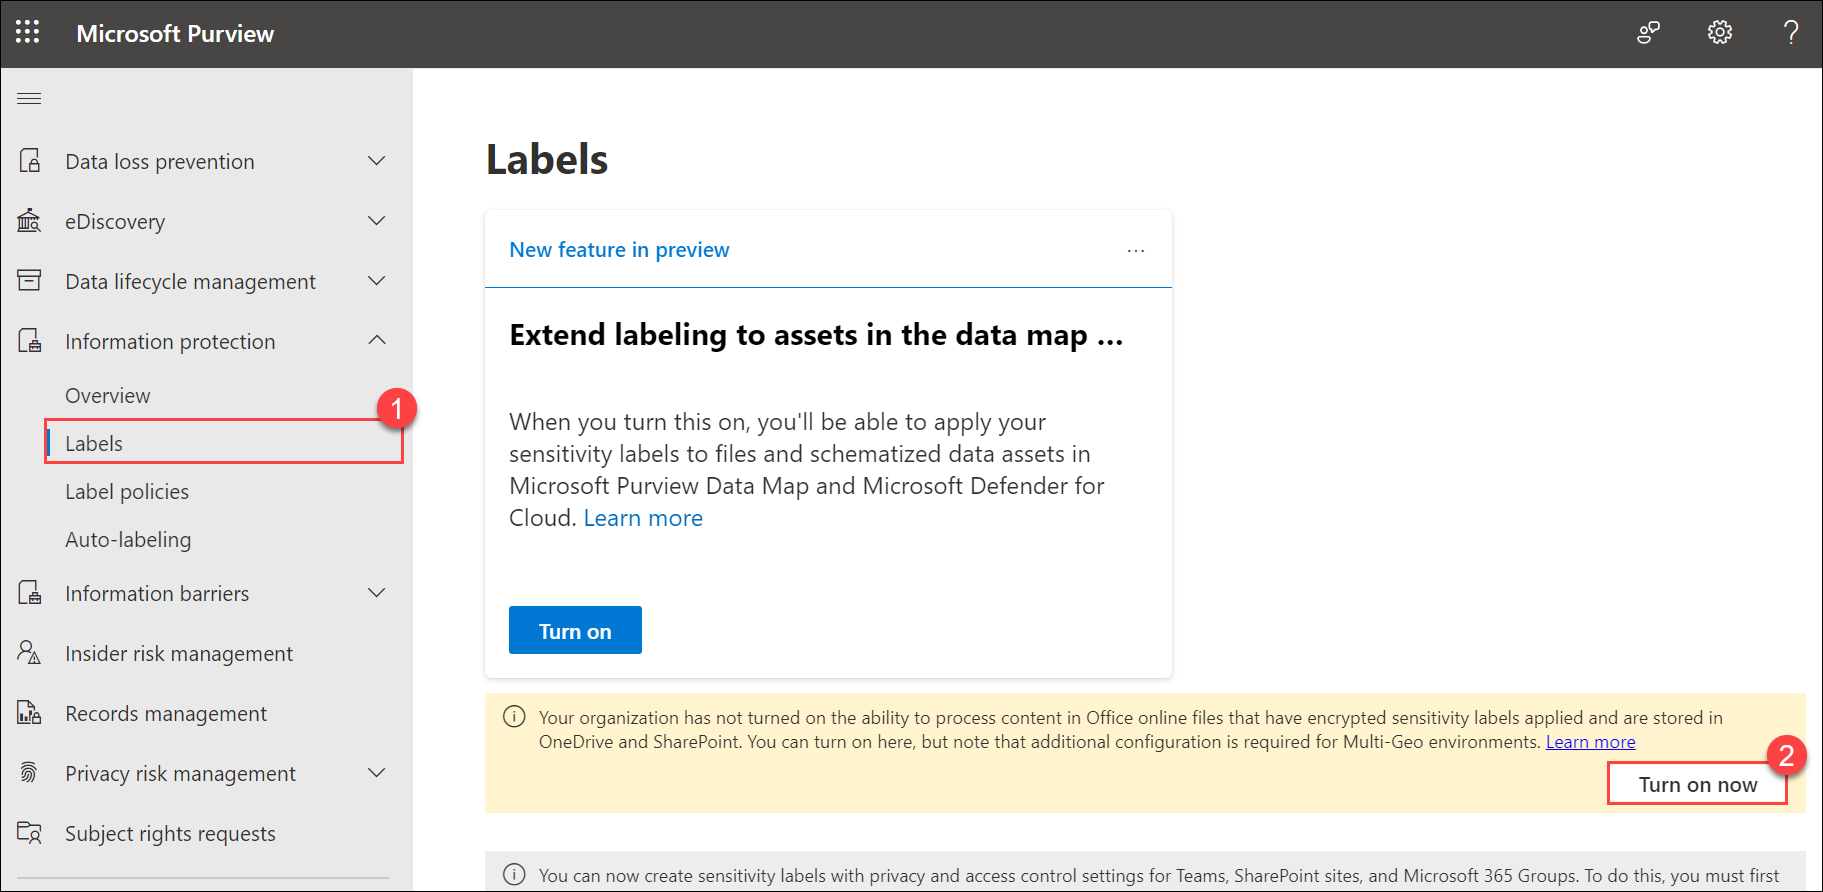 Microsoft Purview
?
Data loss prevention
eDiscovery
Data lifecycle management
Information protection
Overview
1
Labels
Label policies
Auto-labeling
Information barriers
Insider risk management
Records management
Privacy risk management
Subject rights requests
Labels
New feature in preview
...
Extend labeling to assets in the data map ...
When you turn this on, you'll be able to apply your
sensitivity labels to files and schematized data assets in
Microsoft Purview Data Map and Microsoft Defender for
Cloud. Learn more
Turn on
Your organization has not turned on the ability to process content in Office online files that have encrypted sensitivity labels applied and are stored in
OneDrive and SharePoint. You can turn on here, but note that additional configuration is required for Multi-Geo environments. Learn more
2
Turn on now
You can now create sensitivity labels with privacy and access control settings for Teams, SharePoint sites, and Microsoft 365 Groups. To do this, you must first